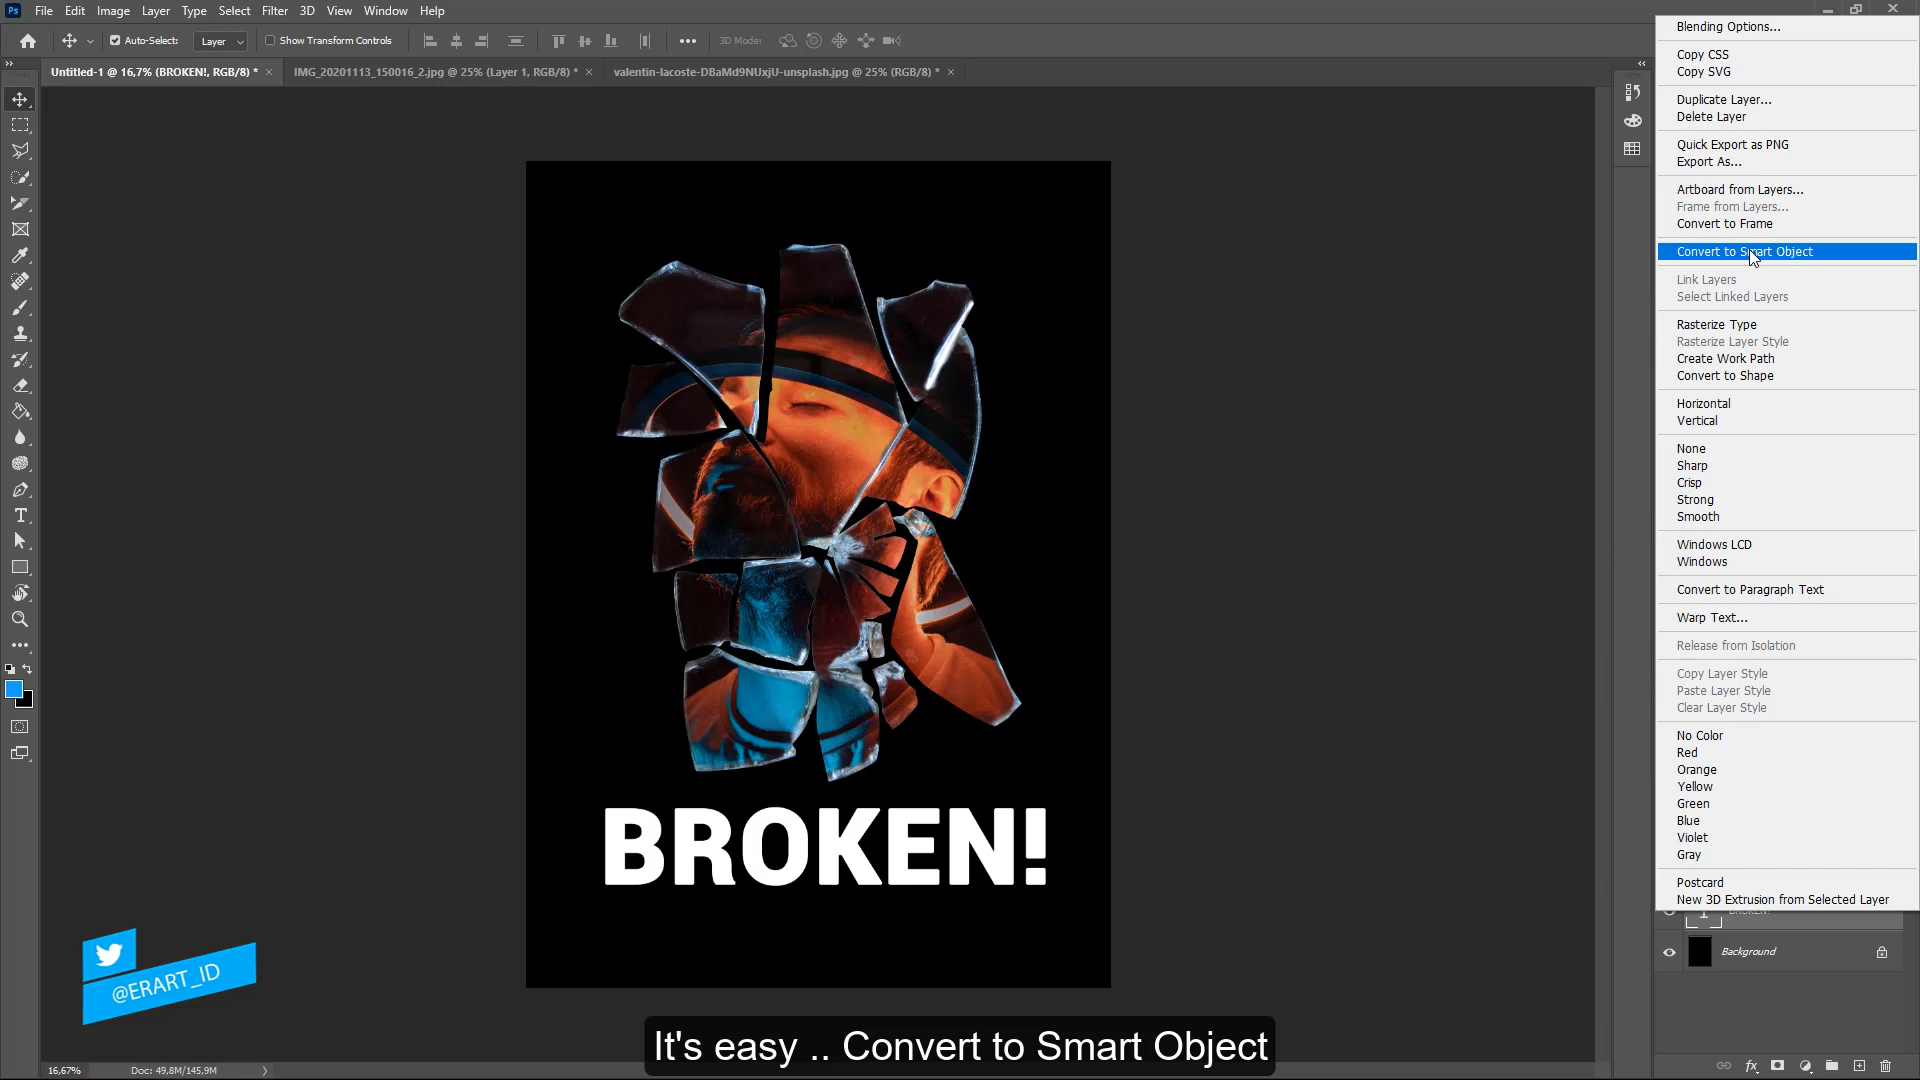 Ps File Edit Image Layer Type Select Filter 3D View Window Help
Auto-Select: Layer Show Transform Controls 3D Mode:
Untitled-1 @ 16,7% (BROKEN!, RGB/8) * IMG_20201113_150016_2.jpg @ 25% (Layer 1, RGB/8) * valentin-lacoste-DBaMd9NUxjU-unsplash.jpg @ 25% (RGB/8) *
Blending Options...
Copy CSS
Copy SVG
Duplicate Layer...
Delete Layer
Quick Export as PNG
Export As...
Artboard from Layers...
Frame from Layers...
Convert to Frame
Convert to Smart Object
Link Layers
Select Linked Layers
Rasterize Type
Rasterize Layer Style
Create Work Path
Convert to Shape
Horizontal
Vertical
None
Sharp
Crisp
Strong
Smooth
Windows LCD
Windows
Convert to Paragraph Text
Warp Text...
Release from Isolation
Copy Layer Style
Paste Layer Style
Clear Layer Style
No Color
Red
Orange
Yellow
Green
Blue
Violet
Gray
Postcard
New 3D Extrusion from Selected Layer
BROKEN!
Background
BROKEN!
@ERART_ID
It's easy .. Convert to Smart Object
16,67% Doc: 49,8M/145,9M
fx